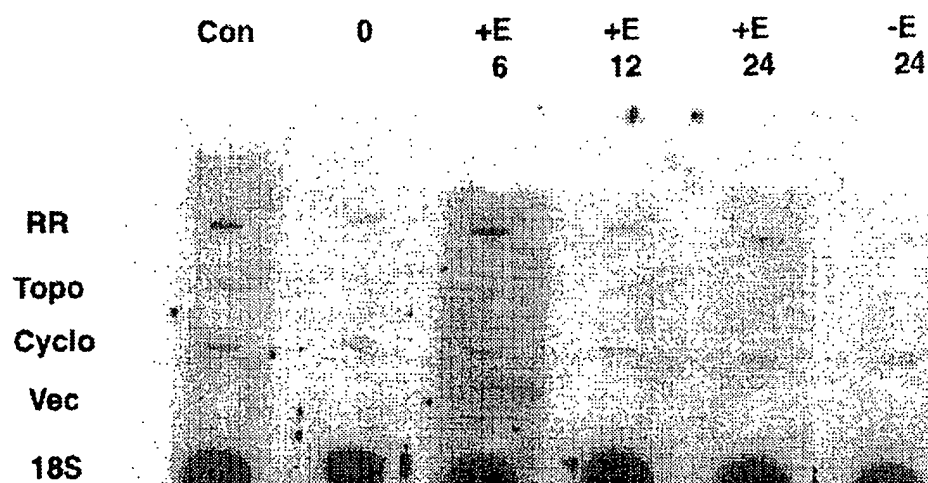 Con 0 +E +E +E -E
6 12 24 24
RR
Topo
Cyclo
Vec
18S